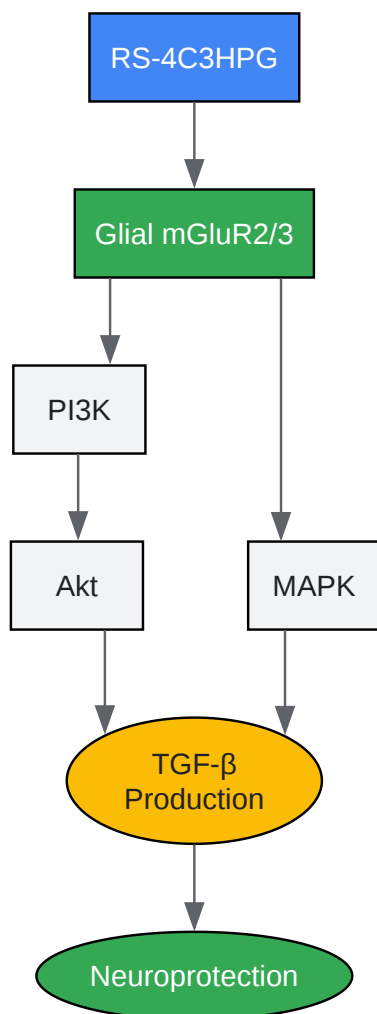 RS-4C3HPG
Glial mGluR2/3
PI3K
Akt
MAPK
TGF-β
Production
Neuroprotection